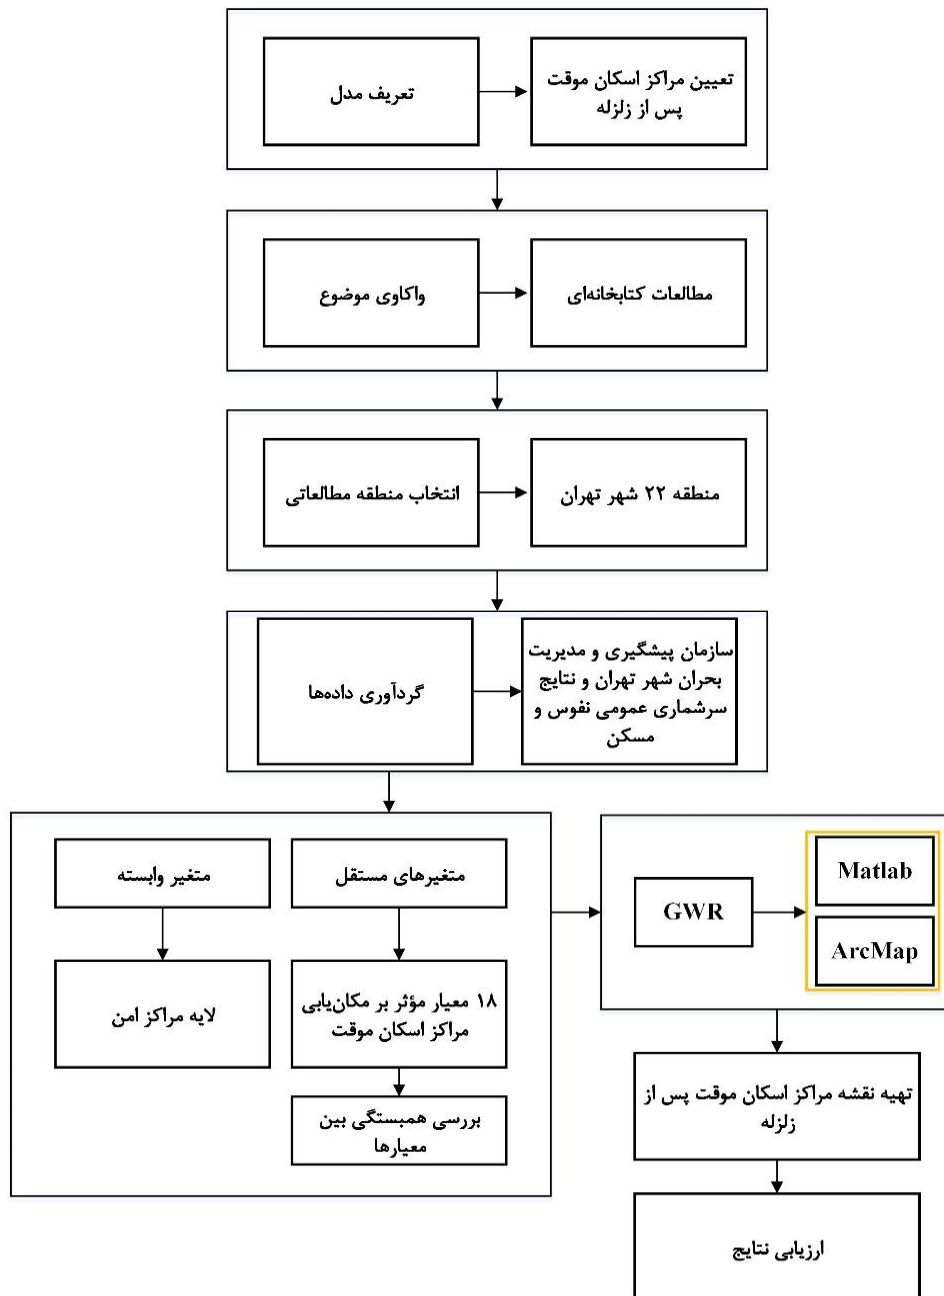 تعریف مدل
تعیین مراکز اسکان موقت
پس از زلزله
واکاوی موضوع
مطالعات کتابخانه‌ای
انتخاب منطقه مطالعاتی
منطقه ۲۲ شهر تهران
گردآوری داده‌ها
سازمان پیشگیری و مدیریت
بحران شهر تهران و نتایج
سرشماری عمومی نفوس و
مسکن
متغیرهای مستقل
۱۸ معیار مؤثر بر مکان‌یابی
مراکز اسکان موقت
بررسی همبستگی بین
معیارها
متغیر وابسته
لایه مراکز امن
GWR
Matlab
ArcMap
تهیه نقشه مراکز اسکان موقت پس از
زلزله
ارزیابی نتایج